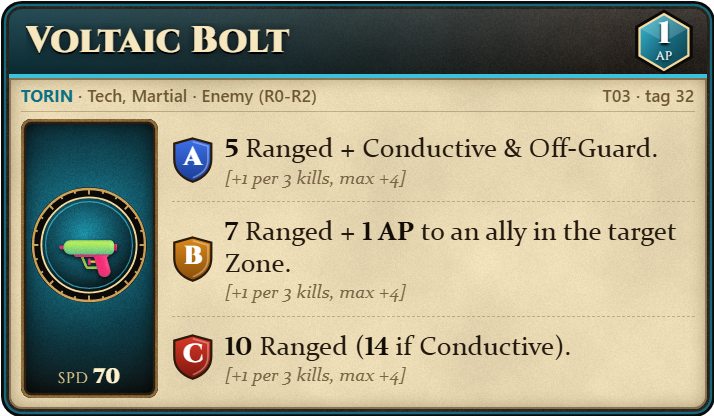 VOLTAIC BOLT
1
AP
TORIN · Tech, Martial · Enemy (R0-R2)
T03 · tag 32
A
5 Ranged + Conductive & Off-Guard.
[+1 per 3 kills, max +4]
B
7 Ranged + 1 AP to an ally in the target
Zone.
[+1 per 3 kills, max +4]
C
10 Ranged (14 if Conductive).
[+1 per 3 kills, max +4]
SPD 70